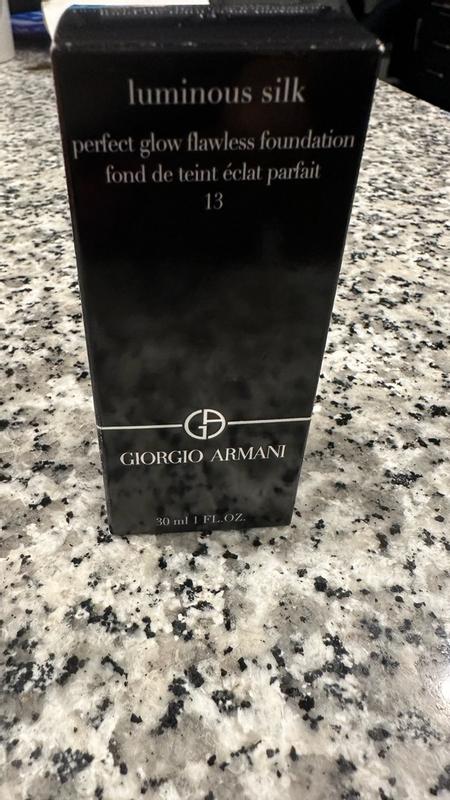 luminous silk
perfect glow flawless foundation
fond de teint éclat parfait
13
GA
GIORGIO ARMANI
30 ml 1 FL.OZ.